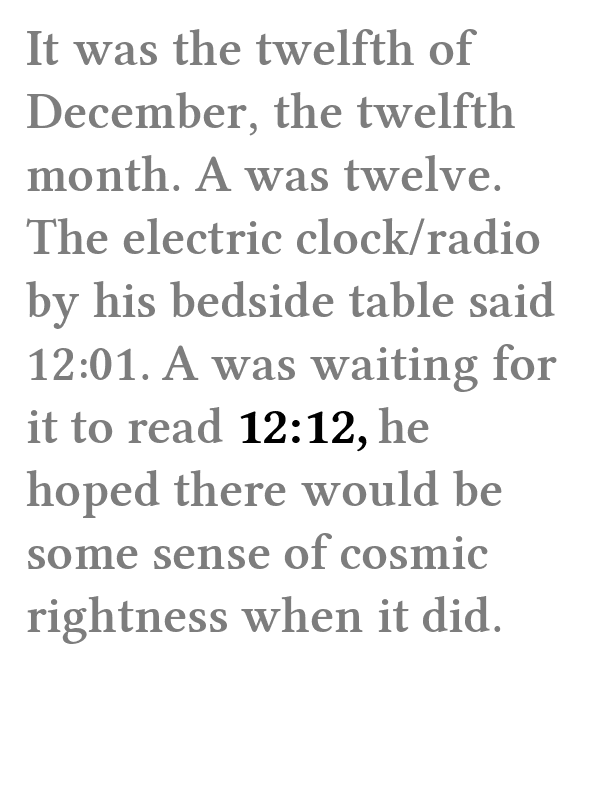 It was the twelfth of
December, the twelfth
month. A was twelve.
The electric clock/radio
by his bedside table said
12:01. A was waiting for
it to read 12:12, he
hoped there would be
some sense of cosmic
rightness when it did.